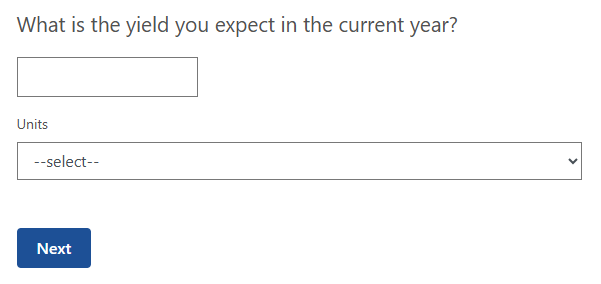 What is the yield you expect in the current year?
Units
--select--
Next